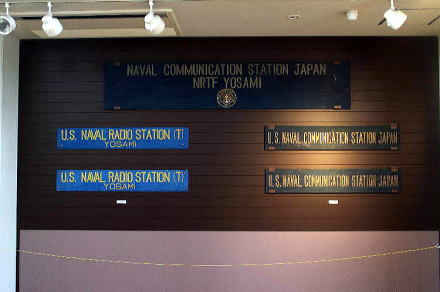 NAVAL COMMUNICATION STATION JAPAN
NRTF YOSAMI
U.S. NAVAL RADIO STATION (T)
YOSAMI
U.S. NAVAL COMMUNICATION STATION JAPAN
U.S. NAVAL RADIO STATION (T)
YOSAMI
U.S. NAVAL COMMUNICATION STATION JAPAN